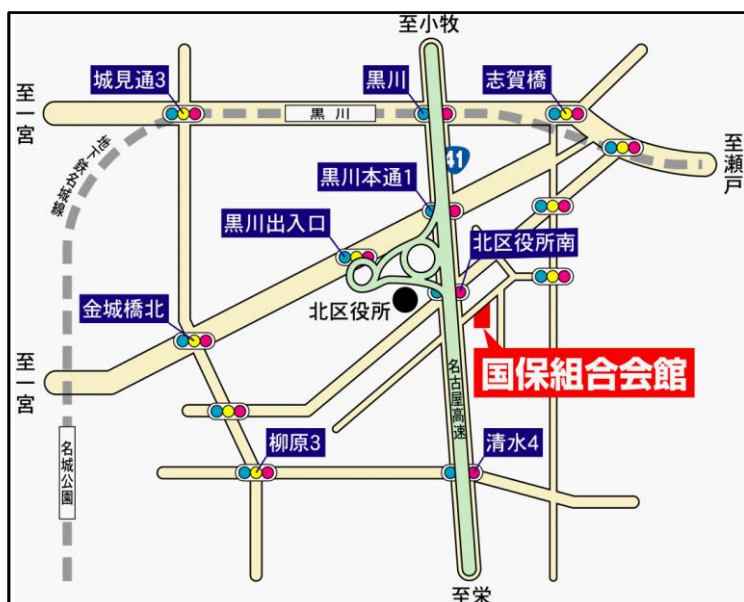 至小牧
城見通3
黒川
志賀橋
至一宮
黒川
地下鉄名城線
至瀬戸
41
黒川本通1
黒川出入口
北区役所南
北区役所
金城橋北
国保組合会館
至一宮
名古屋高速
名城公園
柳原3
清水4
至栄